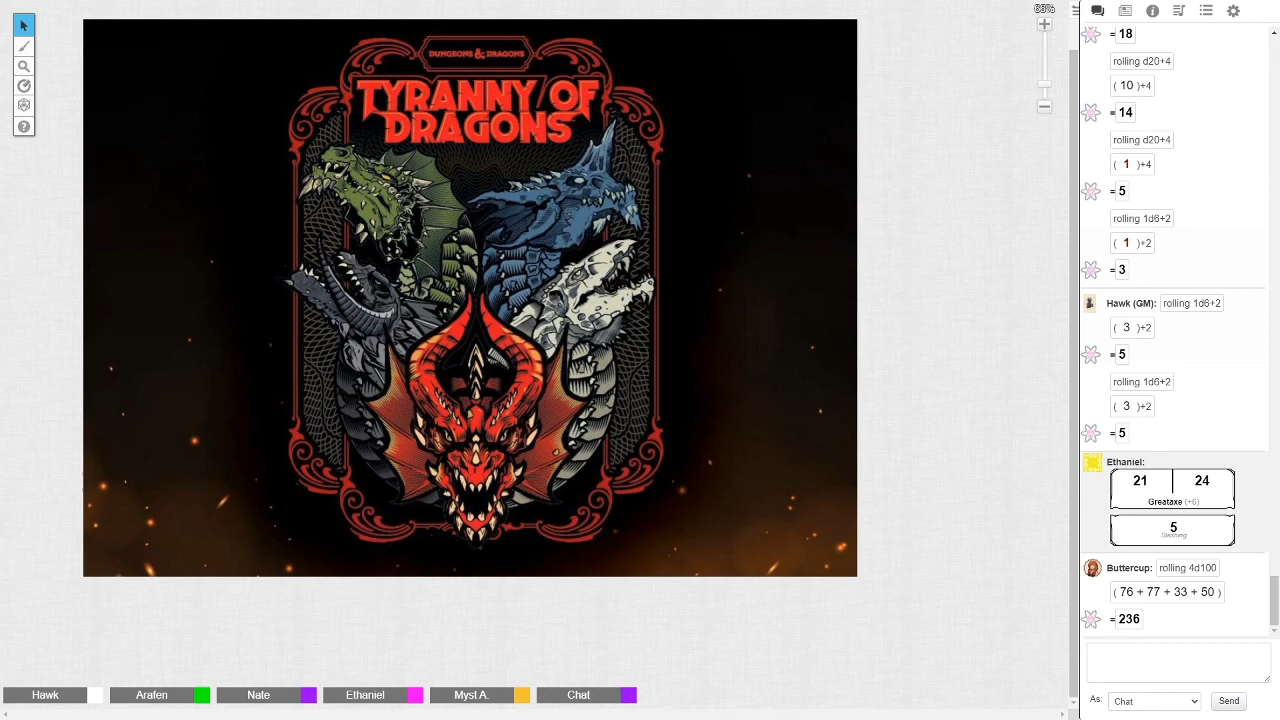 68%
DUNGEONS & DRAGONS
TYRANNY OF
DRAGONS
= 18
rolling d20+4
( 10 )+4
= 14
rolling d20+4
( 1 )+4
= 5
rolling 1d6+2
( 1 )+2
= 3
Hawk (GM): rolling 1d6+2
( 3 )+2
= 5
rolling 1d6+2
( 3 )+2
= 5
Ethaniel:
21 24
Greataxe (+6)
5
Slashing
Buttercup: rolling 4d100
( 76 + 77 + 33 + 50 )
= 236
As: Chat Send
Hawk Arafen Nate Ethaniel Myst A. Chat